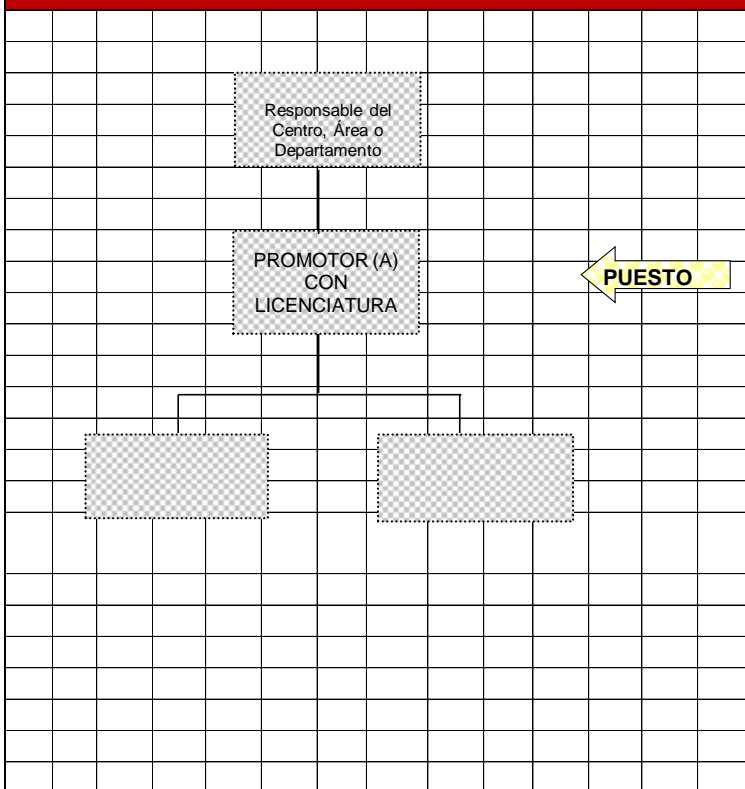 Responsable del
Centro, Área o
Departamento
PROMOTOR (A)
CON
LICENCIATURA
PUESTO